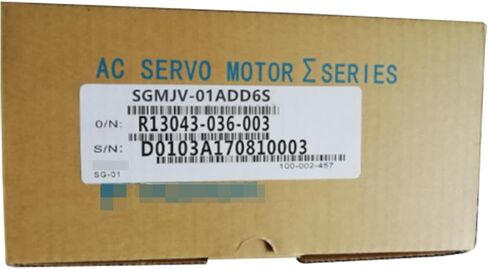 AC SERVO MOTOR Σ SERIES
SGMJV-01ADD6S
O/N: R13043-036-003
S/N: D0103A170810003
SG-01 100-002-457